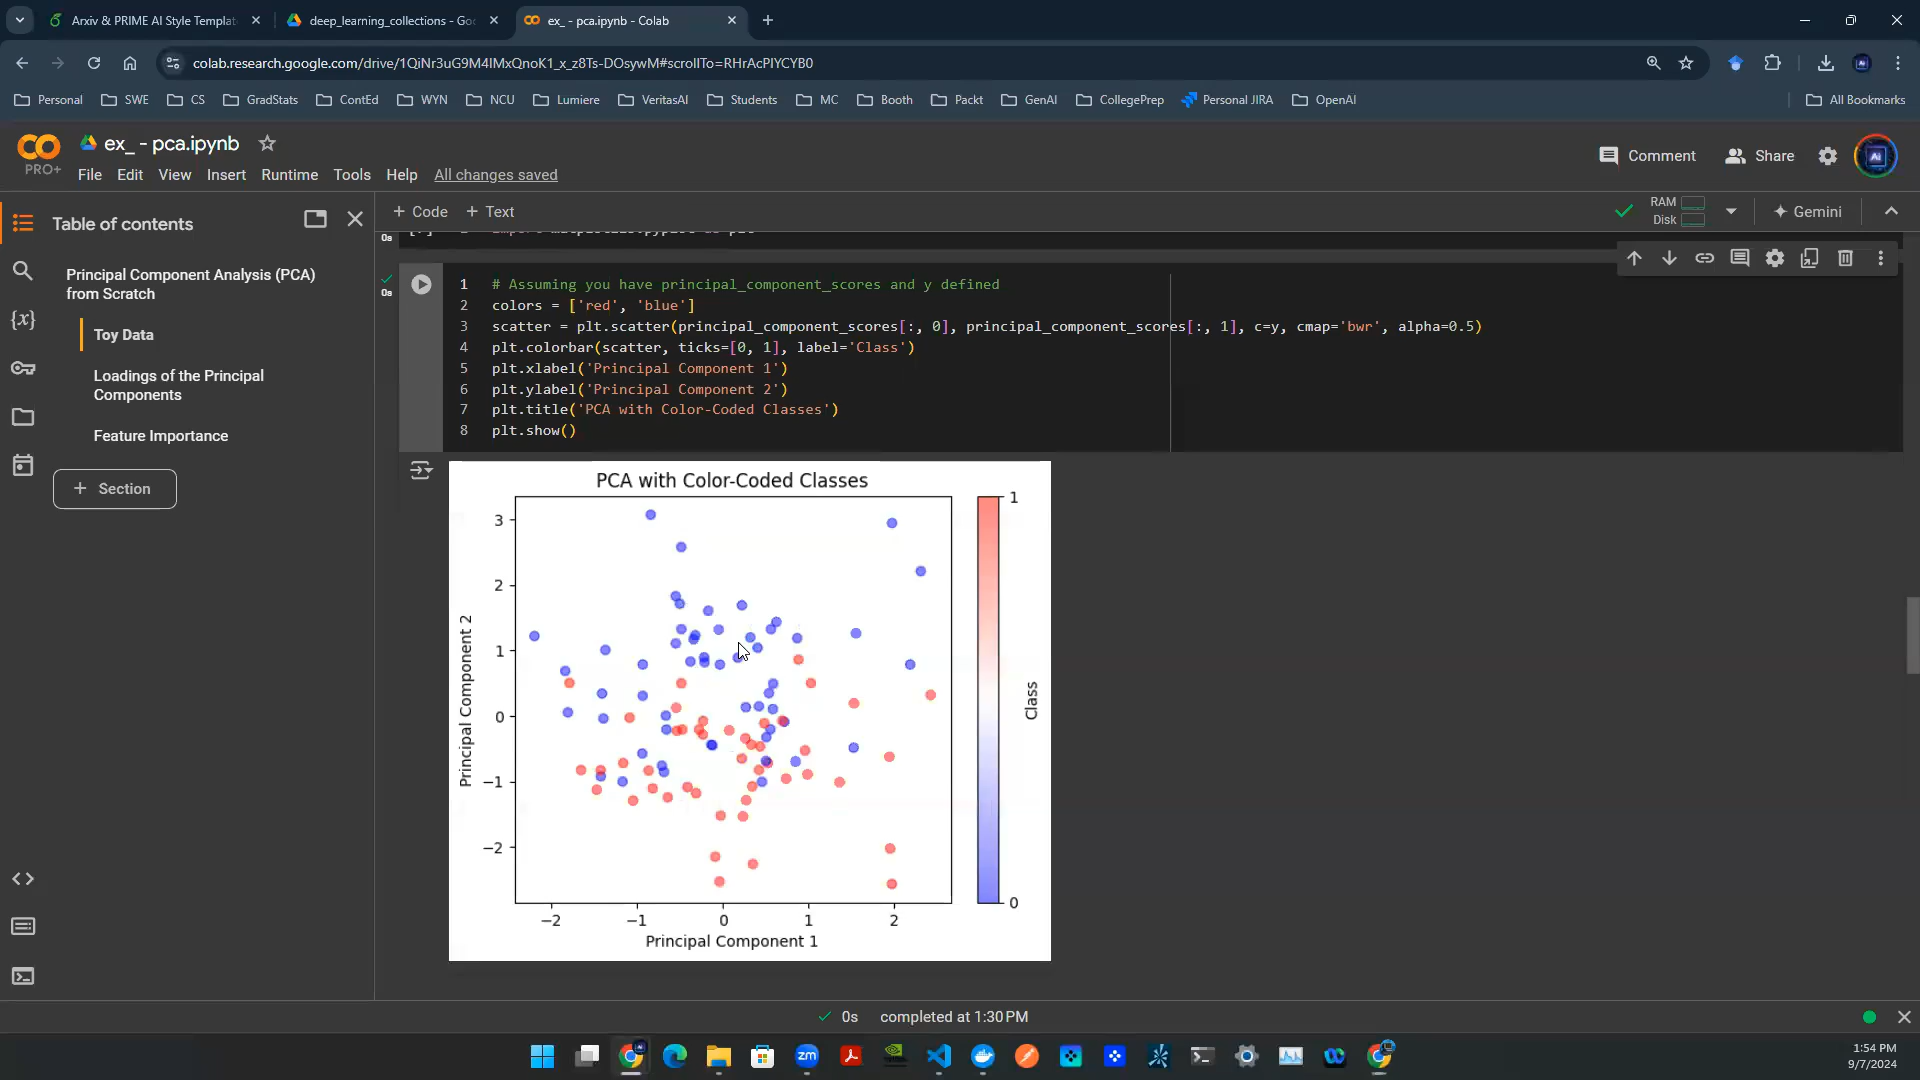 Arxiv & PRIME AI Style Templat
deep_learning_collections - Goo
ex_ - pca.ipynb - Colab
colab.research.google.com/drive/1QiNr3uG9M4IMxQnoK1_x_z8Ts-DOsywM#scrollTo=RHrAcPIYCYB0
Personal SWE CS GradStats ContEd WYN NCU Lumiere VeritasAI Students MC Booth Packt GenAI CollegePrep Personal JIRA OpenAI All Bookmarks
CO
PRO+
ex_ - pca.ipynb
File Edit View Insert Runtime Tools Help All changes saved
Comment Share
Ai
Table of contents
Principal Component Analysis (PCA)
from Scratch
Toy Data
Loadings of the Principal
Components
Feature Importance
+ Section
{x}
+ Code + Text
RAM
Disk
Gemini
0s
0s
1 # Assuming you have principal_component_scores and y defined
2 colors = ['red', 'blue']
3 scatter = plt.scatter(principal_component_scores[:, 0], principal_component_scores[:, 1], c=y, cmap='bwr', alpha=0.5)
4 plt.colorbar(scatter, ticks=[0, 1], label='Class')
5 plt.xlabel('Principal Component 1')
6 plt.ylabel('Principal Component 2')
7 plt.title('PCA with Color-Coded Classes')
8 plt.show()
PCA with Color-Coded Classes
3
2
1
0
−1
−2
Principal Component 2
−2 −1 0 1 2
Principal Component 1
1
0
Class
0s completed at 1:30 PM
zm
1:54 PM
9/7/2024